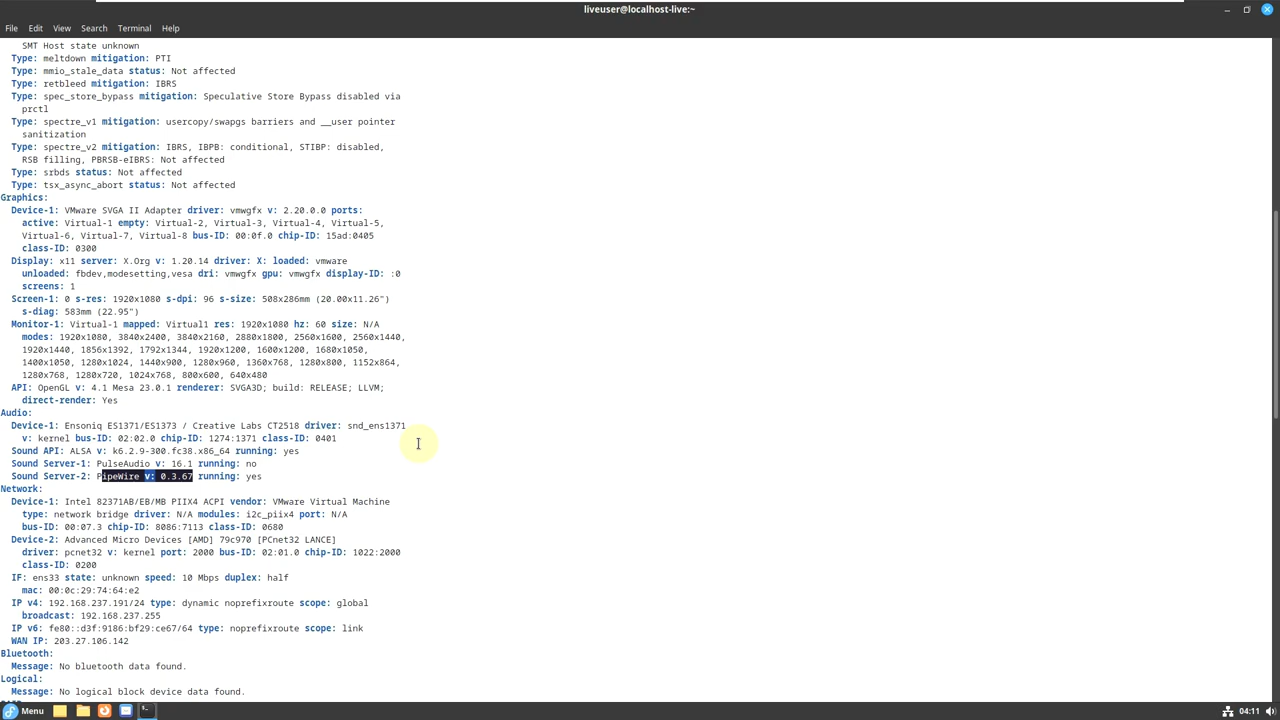 liveuser@localhost-live:~
File Edit View Search Terminal Help
SMT Host state unknown
Type: meltdown mitigation: PTI
Type: mmio_stale_data status: Not affected
Type: retbleed mitigation: IBRS
Type: spec_store_bypass mitigation: Speculative Store Bypass disabled via
prctl
Type: spectre_v1 mitigation: usercopy/swapgs barriers and __user pointer
sanitization
Type: spectre_v2 mitigation: IBRS, IBPB: conditional, STIBP: disabled,
RSB filling, PBRSB-eIBRS: Not affected
Type: srbds status: Not affected
Type: tsx_async_abort status: Not affected
Graphics:
Device-1: VMware SVGA II Adapter driver: vmwgfx v: 2.20.0.0 ports:
active: Virtual-1 empty: Virtual-2, Virtual-3, Virtual-4, Virtual-5,
Virtual-6, Virtual-7, Virtual-8 bus-ID: 00:0f.0 chip-ID: 15ad:0405
class-ID: 0300
Display: x11 server: X.Org v: 1.20.14 driver: X: loaded: vmware
unloaded: fbdev,modesetting,vesa dri: vmwgfx gpu: vmwgfx display-ID: :0
screens: 1
Screen-1: 0 s-res: 1920x1080 s-dpi: 96 s-size: 508x286mm (20.00x11.26")
s-diag: 583mm (22.95")
Monitor-1: Virtual-1 mapped: Virtual1 res: 1920x1080 hz: 60 size: N/A
modes: 1920x1080, 3840x2400, 3840x2160, 2880x1800, 2560x1600, 2560x1440,
1920x1440, 1856x1392, 1792x1344, 1920x1200, 1600x1200, 1680x1050,
1400x1050, 1280x1024, 1440x900, 1280x960, 1360x768, 1280x800, 1152x864,
1280x768, 1280x720, 1024x768, 800x600, 640x480
API: OpenGL v: 4.1 Mesa 23.0.1 renderer: SVGA3D; build: RELEASE; LLVM;
direct-render: Yes
Audio:
Device-1: Ensoniq ES1371/ES1373 / Creative Labs CT2518 driver: snd_ens1371
v: kernel bus-ID: 02:02.0 chip-ID: 1274:1371 class-ID: 0401
Sound API: ALSA v: k6.2.9-300.fc38.x86_64 running: yes
Sound Server-1: PulseAudio v: 16.1 running: no
Sound Server-2: PipeWire v: 0.3.67 running: yes
Network:
Device-1: Intel 82371AB/EB/MB PIIX4 ACPI vendor: VMware Virtual Machine
type: network bridge driver: N/A modules: i2c_piix4 port: N/A
bus-ID: 00:07.3 chip-ID: 8086:7113 class-ID: 0680
Device-2: Advanced Micro Devices [AMD] 79c970 [PCnet32 LANCE]
driver: pcnet32 v: kernel port: 2000 bus-ID: 02:01.0 chip-ID: 1022:2000
class-ID: 0200
IF: ens33 state: unknown speed: 10 Mbps duplex: half
mac: 00:0c:29:74:64:e2
IP v4: 192.168.237.191/24 type: dynamic noprefixroute scope: global
broadcast: 192.168.237.255
IP v6: fe80::d3f:9186:bf29:ce67/64 type: noprefixroute scope: link
WAN IP: 203.27.106.142
Bluetooth:
Message: No bluetooth data found.
Logical:
Message: No logical block device data found.
Menu 04:11